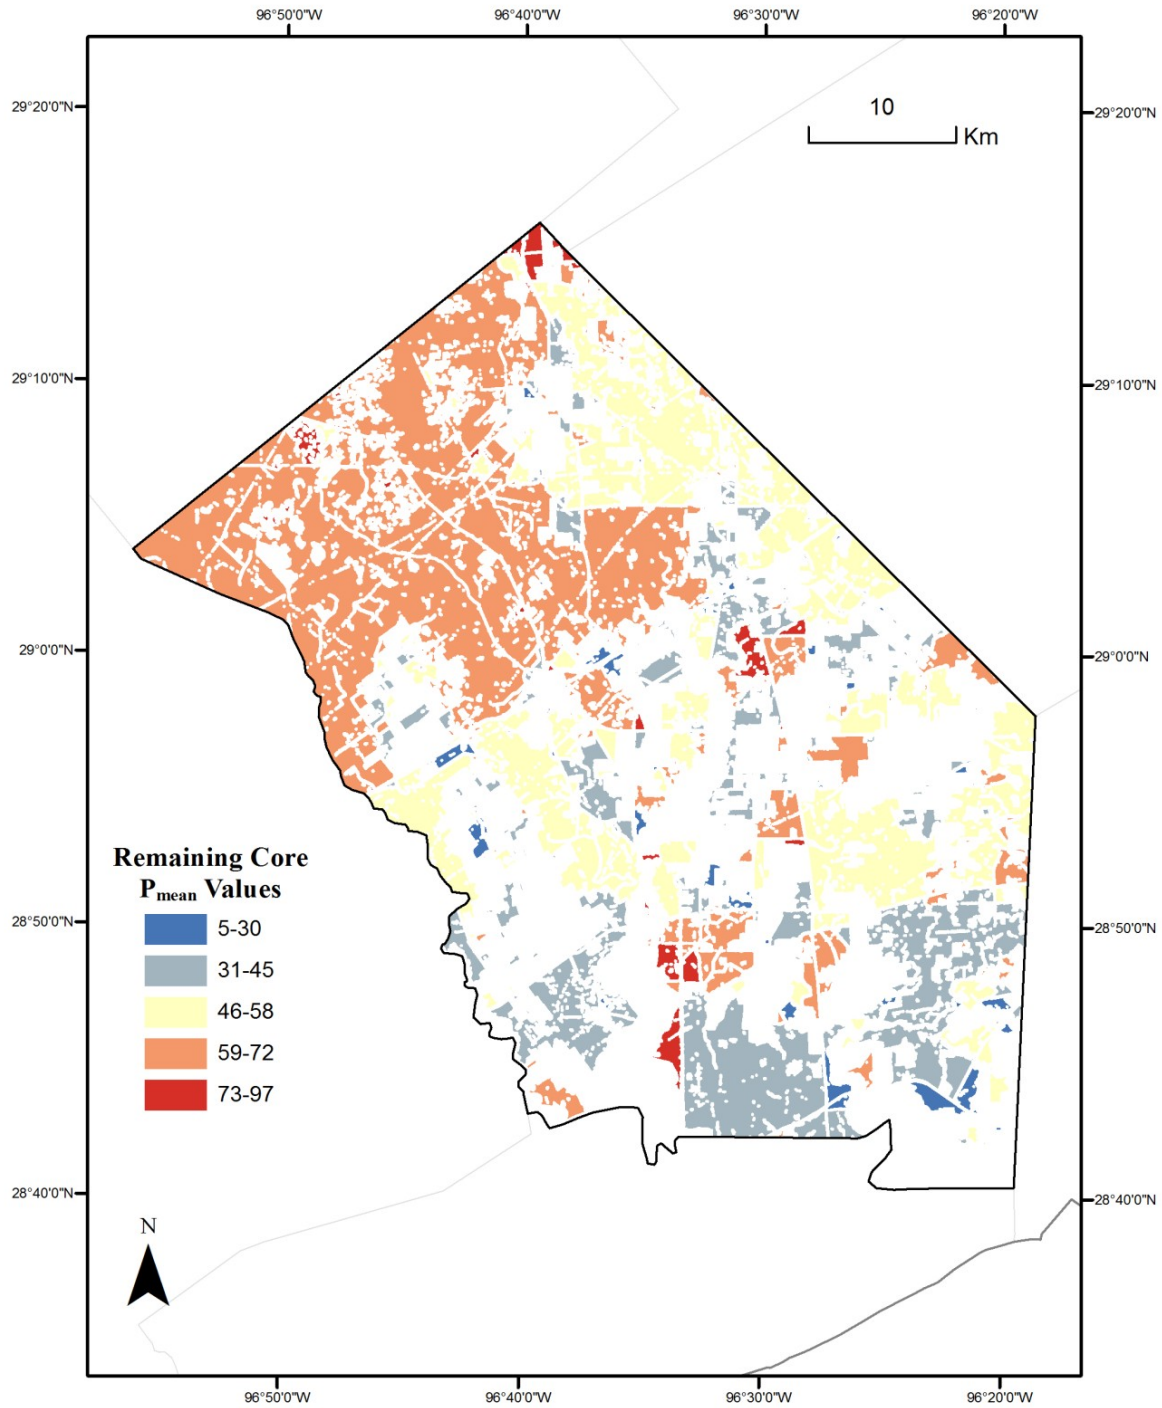 96°50'0"W 96°40'0"W 96°30'0"W 96°20'0"W
29°20'0"N 29°20'0"N
10
Km
29°10'0"N 29°10'0"N
29°0'0"N 29°0'0"N
Remaining Core
Pmean Values
5-30
28°50'0"N 28°50'0"N
31-45
46-58
59-72
73-97
28°40'0"N 28°40'0"N
N
96°50'0"W 96°40'0"W 96°30'0"W 96°20'0"W